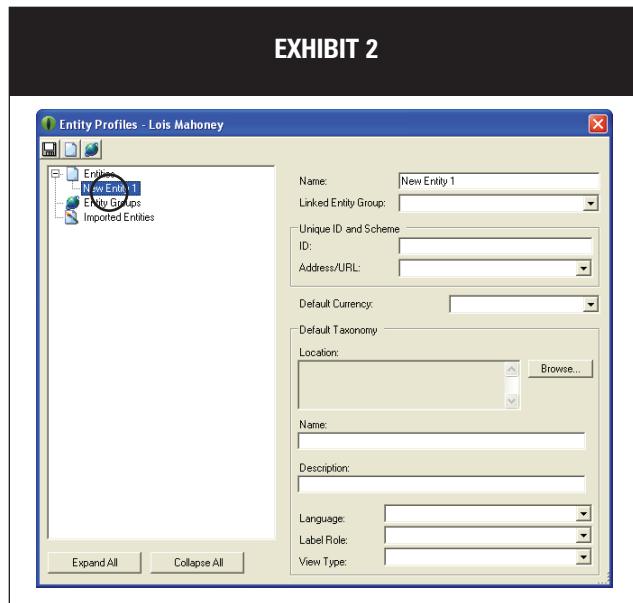 EXHIBIT 2
Entity Profiles - Lois Mahoney
Entities
New Entity 1
Entity Groups
Imported Entities
Expand All
Collapse All
Name:
New Entity 1
Linked Entity Group:
Unique ID and Scheme
ID:
Address/URL:
Default Currency:
Default Taxonomy
Location:
Browse...
Name:
Description:
Language:
Label Role:
View Type: